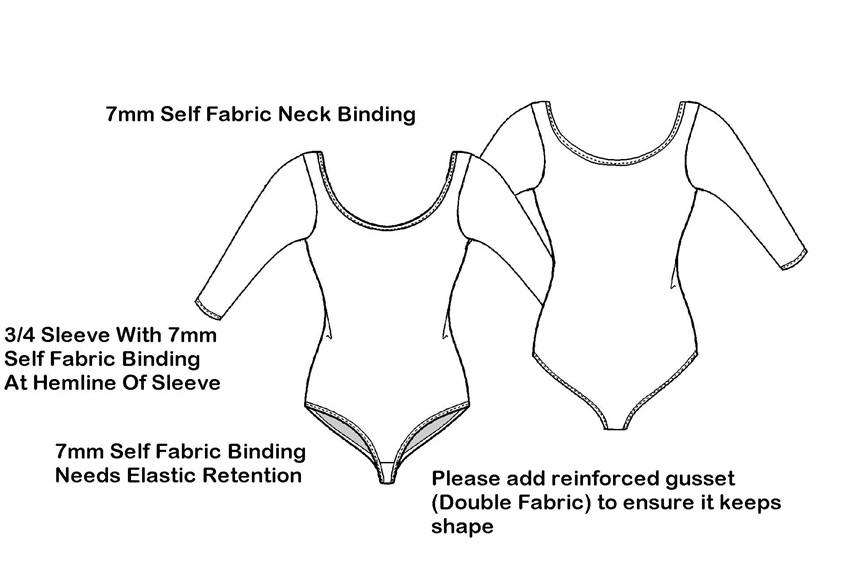 7mm Self Fabric Neck Binding
3/4 Sleeve With 7mm
Self Fabric Binding
At Hemline Of Sleeve
7mm Self Fabric Binding
Needs Elastic Retention
Please add reinforced gusset
(Double Fabric) to ensure it keeps
shape